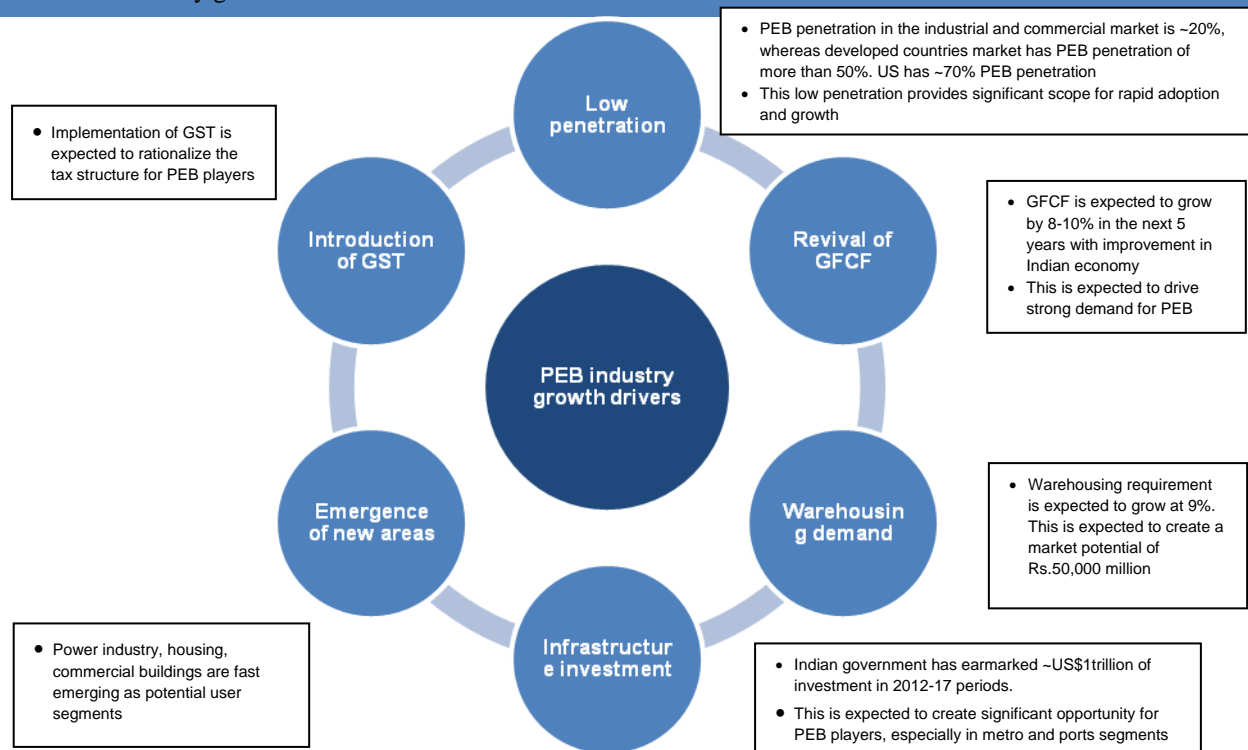 • PEB penetration in the industrial and commercial market is ~20%,
whereas developed countries market has PEB penetration of
more than 50%. US has ~70% PEB penetration
• This low penetration provides significant scope for rapid adoption
and growth
Low
penetration
• Implementation of GST is
expected to rationalize the
tax structure for PEB players
Introduction
of GST
Revival of
GFCF
• GFCF is expected to grow
by 8-10% in the next 5
years with improvement in
Indian economy
• This is expected to drive
strong demand for PEB
PEB industry
growth drivers
Emergence
of new areas
Warehousin
g demand
• Warehousing requirement
is expected to grow at 9%.
This is expected to create a
market potential of
Rs.50,000 million
Infrastructur
e investment
• Power industry, housing,
commercial buildings are fast
emerging as potential user
segments
• Indian government has earmarked ~US$1trillion of
investment in 2012-17 periods.
• This is expected to create significant opportunity for
PEB players, especially in metro and ports segments